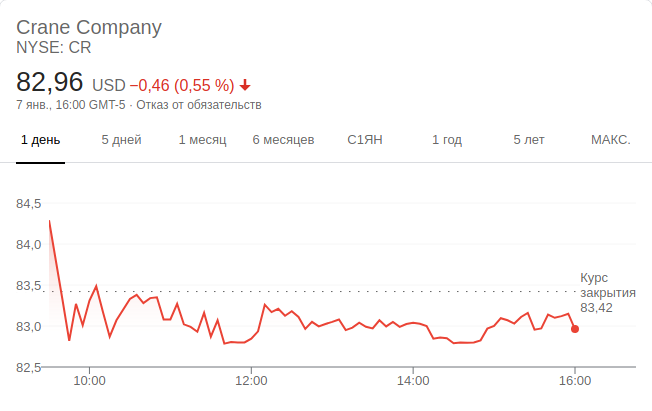 Crane Company
NYSE: CR
82,96 USD −0,46 (0,55 %)
7 янв., 16:00 GMT-5 · Отказ от обязательств
1 день 5 дней 1 месяц 6 месяцев С1ЯН 1 год 5 лет МАКС.
84,5
84,0
83,5
83,0
82,5
Курс
закрытия
83,42
10:00 12:00 14:00 16:00